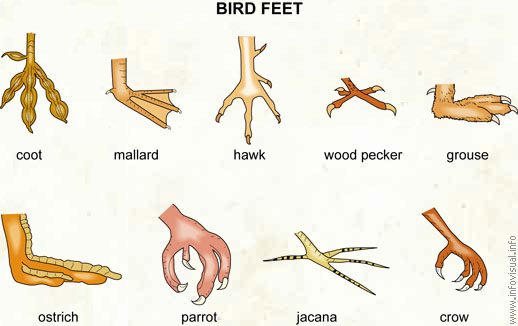 BIRD FEET
coot
mallard
hawk
wood pecker
grouse
ostrich
parrot
jacana
crow
www.infovisual.info